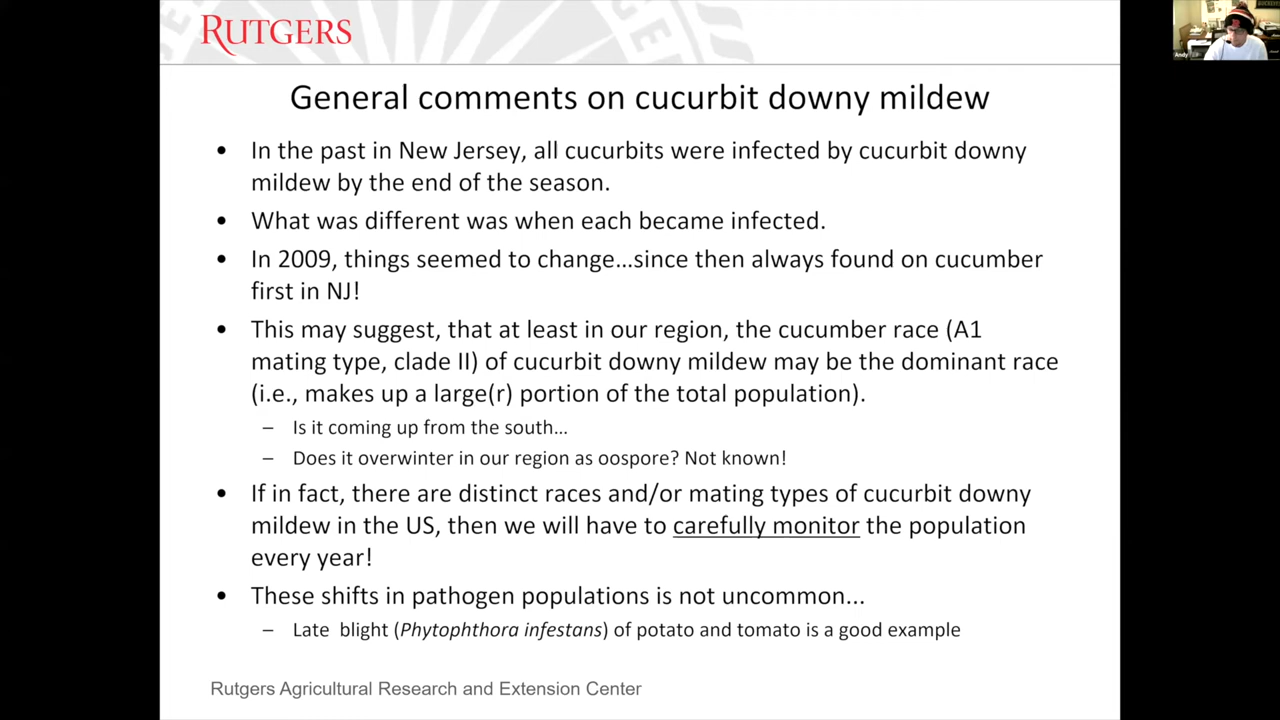 RUTGERS
Andy
General comments on cucurbit downy mildew
• In the past in New Jersey, all cucurbits were infected by cucurbit downy
mildew by the end of the season.
• What was different was when each became infected.
• In 2009, things seemed to change...since then always found on cucumber
first in NJ!
• This may suggest, that at least in our region, the cucumber race (A1
mating type, clade II) of cucurbit downy mildew may be the dominant race
(i.e., makes up a large(r) portion of the total population).
– Is it coming up from the south...
– Does it overwinter in our region as oospore? Not known!
• If in fact, there are distinct races and/or mating types of cucurbit downy
mildew in the US, then we will have to carefully monitor the population
every year!
• These shifts in pathogen populations is not uncommon...
– Late blight (Phytophthora infestans) of potato and tomato is a good example
Rutgers Agricultural Research and Extension Center